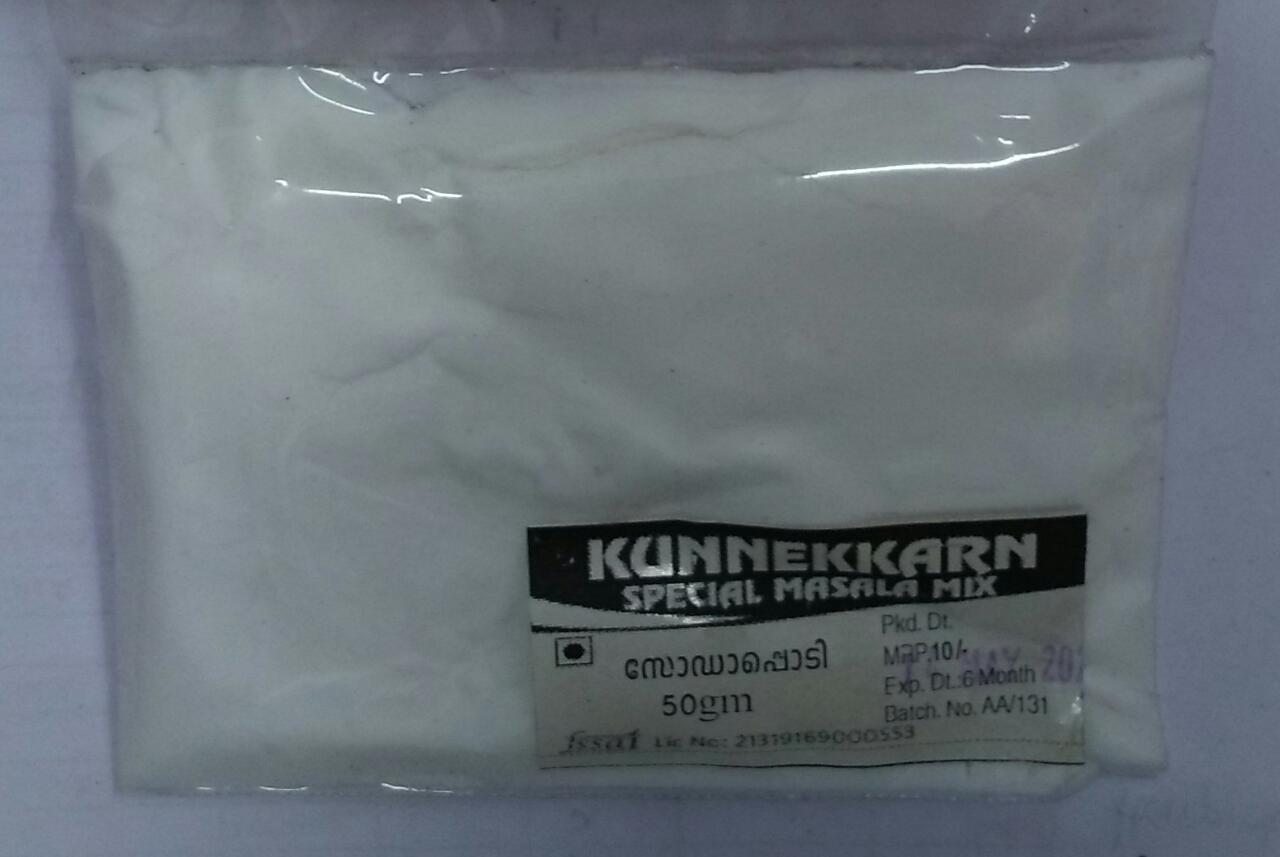 KUNNEKKARN
SPECIAL MASALA MIX
സോഡാപ്പൊടി
50gm
Pkd. Dt.
MRP.10/-
Exp. Dt.:6 Month
Batch. No. AA/131
fssai Lic No: 21319169000553